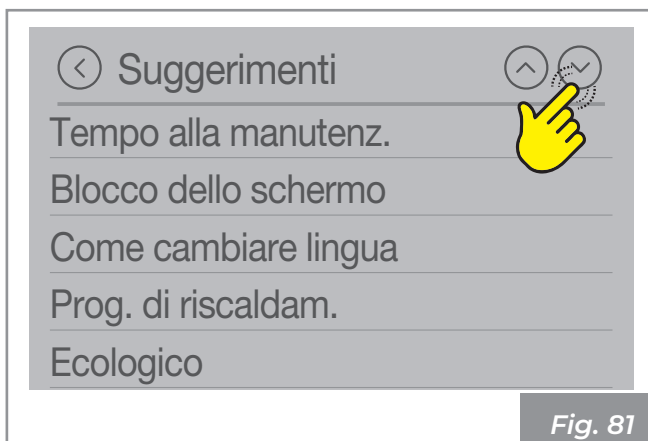 Suggerimenti
Tempo alla manutenz.
Blocco dello schermo
Come cambiare lingua
Prog. di riscaldam.
Ecologico
Fig. 81